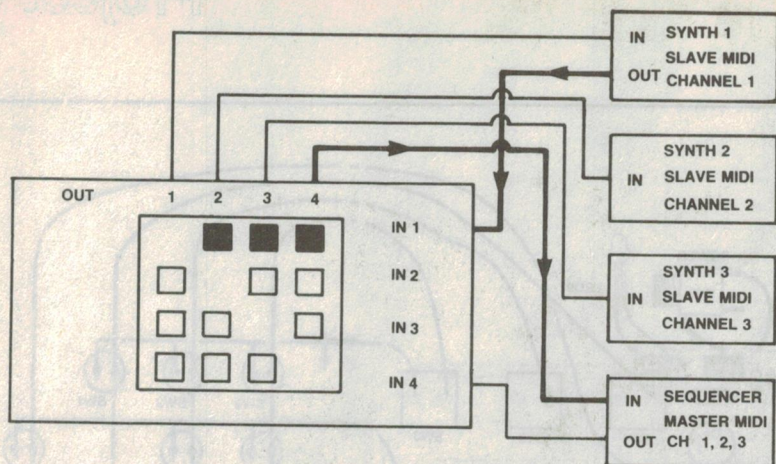 IN SYNTH 1
SLAVE MIDI
OUT CHANNEL 1
SYNTH 2
IN SLAVE MIDI
CHANNEL 2
OUT 1 2 3 4
IN 1
IN 2
IN 3
IN 4
SYNTH 3
IN SLAVE MIDI
CHANNEL 3
IN SEQUENCER
MASTER MIDI
OUT CH 1, 2, 3